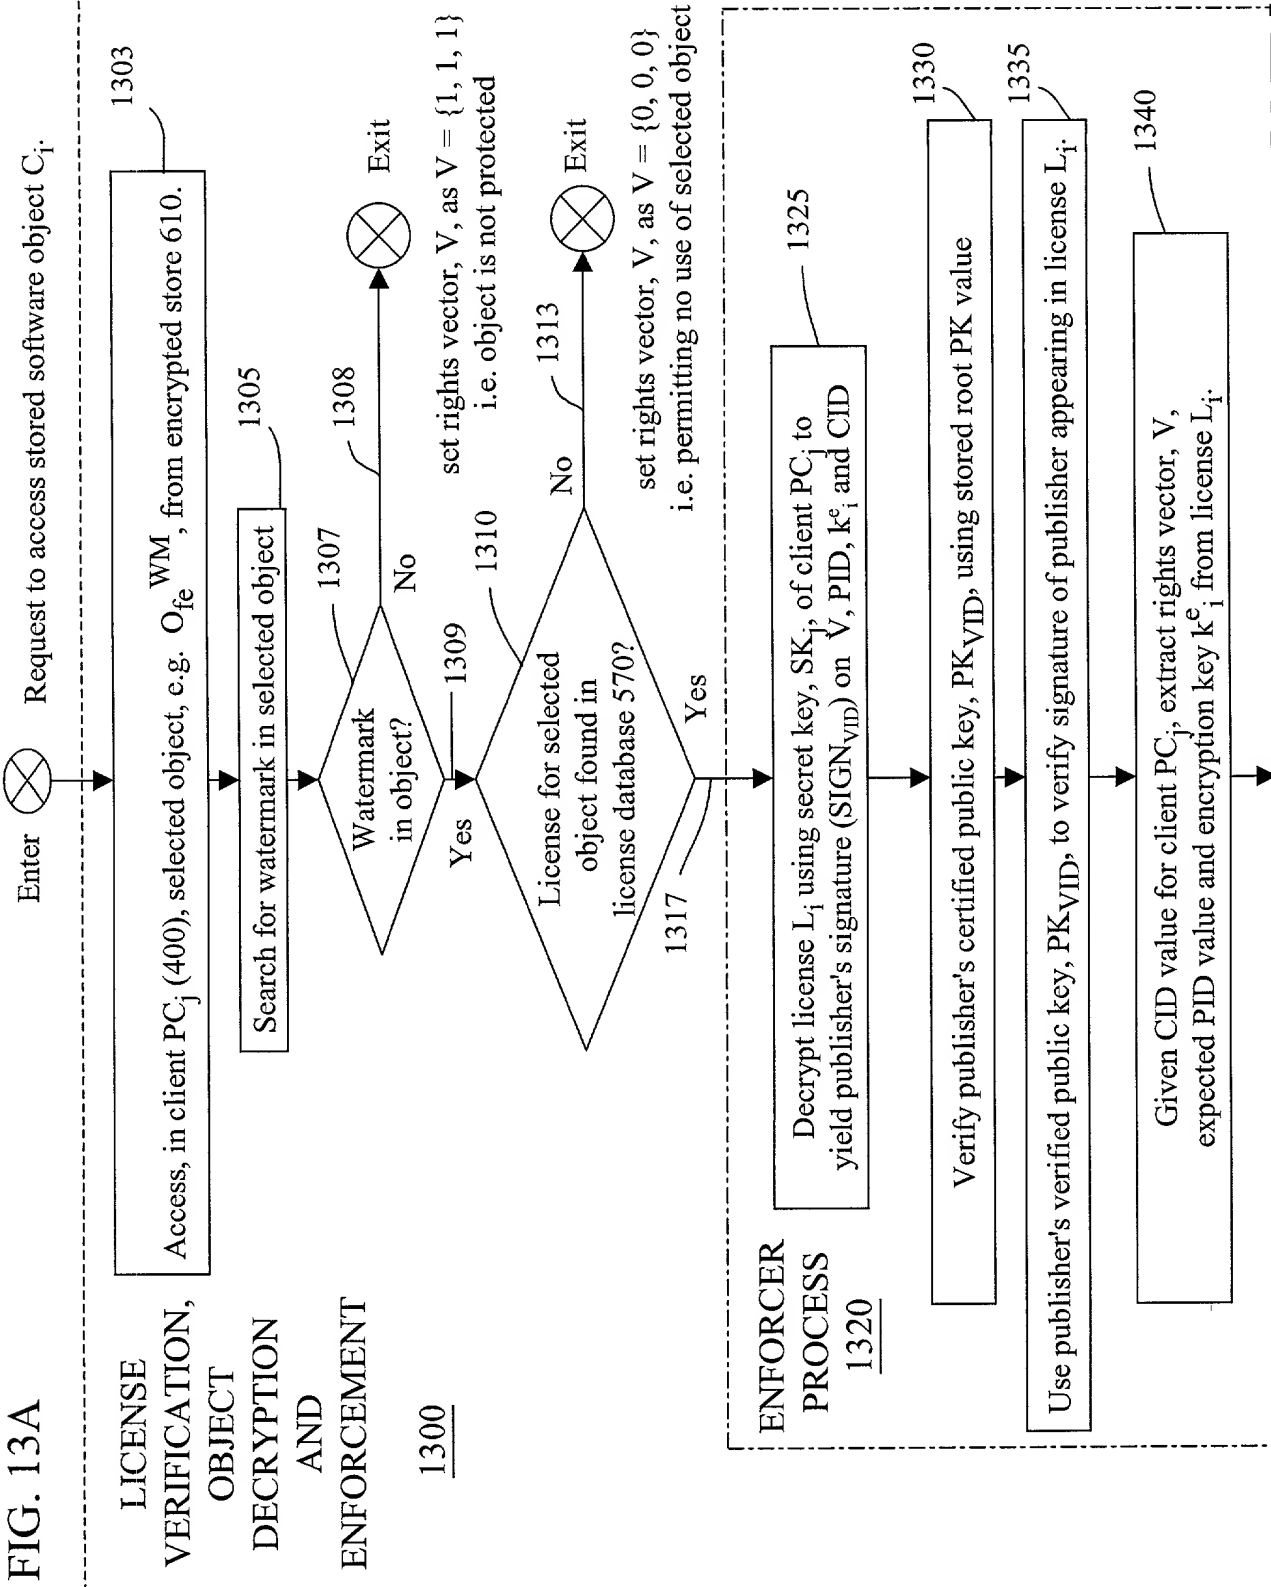 FIG. 13A
Enter
Request to access stored software object C_i.
LICENSE
VERIFICATION,
OBJECT
DECRYPTION
AND
ENFORCEMENT
1300
1303
Access, in client PC_j (400), selected object, e.g. O_fe^WM, from encrypted store 610.
1305
Search for watermark in selected object
1307
Watermark
in object?
No
1308
Exit
set rights vector, V, as V = {1, 1, 1}
i.e. object is not protected
Yes
1309
1310
License for selected
object found in
license database 570?
No
1313
Exit
set rights vector, V, as V = {0, 0, 0}
i.e. permitting no use of selected object
1317
Yes
ENFORCER
PROCESS
1320
1325
Decrypt license L_i using secret key, SK_j, of client PC_j to
yield publisher's signature (SIGN_VID) on V, PID, k^e_i and CID
1330
Verify publisher's certified public key, PK_VID, using stored root PK value
1335
Use publisher's verified public key, PK_VID, to verify signature of publisher appearing in license L_i.
1340
Given CID value for client PC_j, extract rights vector, V,
expected PID value and encryption key k^e_i from license L_i.